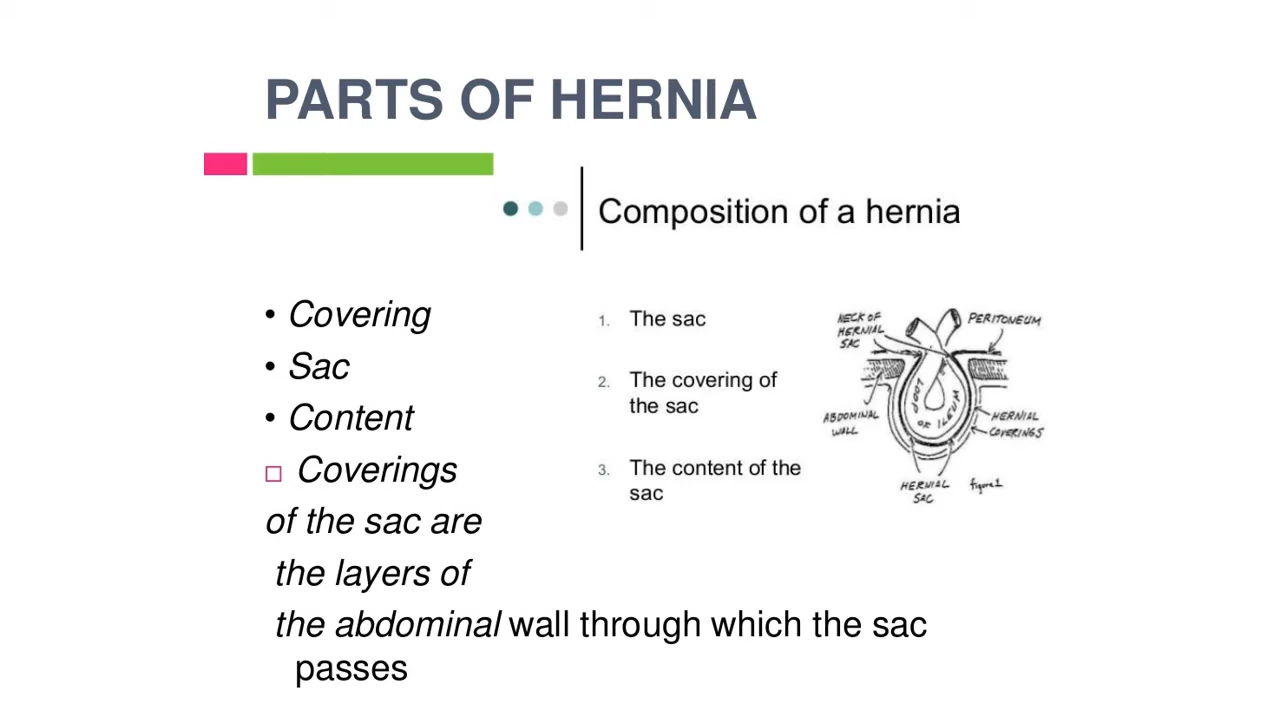 PARTS OF HERNIA
Composition of a hernia
• Covering
• Sac
• Content
□ Coverings
of the sac are
the layers of
the abdominal wall through which the sac
passes
1. The sac
2. The covering of
the sac
3. The content of the
sac
NECK OF
HERNIAL
SAC
PERITONEUM
LOOP
OF ILEUM
ABDOMINAL
WALL
HERNIAL
COVERINGS
HERNIAL
SAC
figure 1